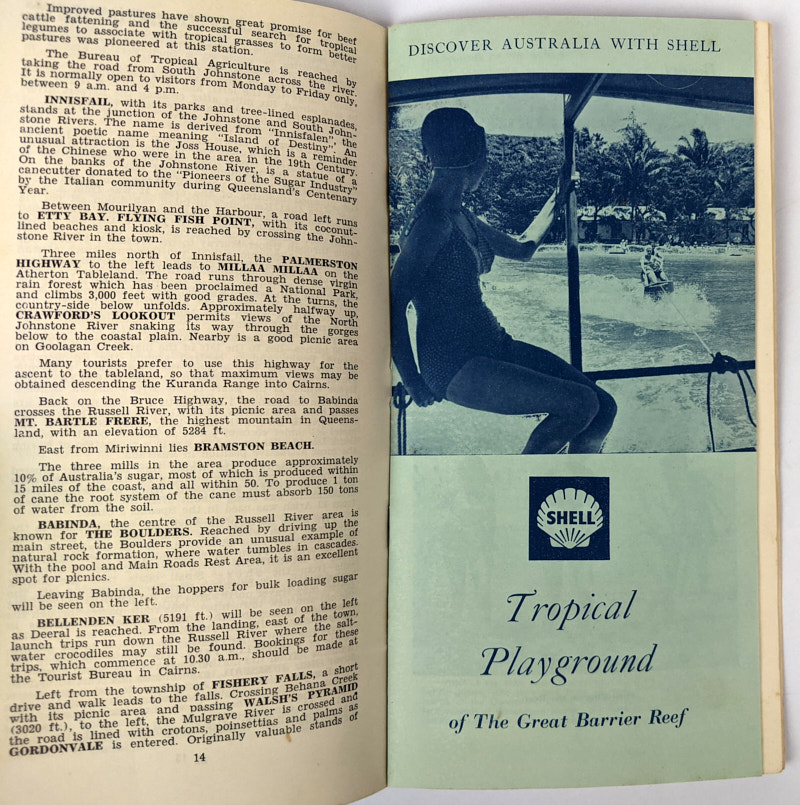 Improved pastures have shown great promise for beef
cattle fattening and the successful search for tropical
legumes to associate with tropical grasses to form better
pastures was pioneered at this station.
The Bureau of Tropical Agriculture is reached by
taking the road from South Johnstone across the river.
It is normally open to visitors from Monday to Friday only,
between 9 a.m. and 4 p.m.
INNISFAIL, with its parks and tree-lined esplanades,
stands at the junction of the Johnstone and South John-
stone Rivers. The name is derived from "Innisfalen", the
ancient poetic name meaning "Island of Destiny". An
unusual attraction is the Joss House, which is a reminder
of the Chinese who were in the area in the 19th Century.
On the banks of the Johnstone River, is a statue of a
canecutter donated to the "Pioneers of the Sugar Industry"
by the Italian community during Queensland's Centenary
Year.
Between Mourilyan and the Harbour, a road left runs
to ETTY BAY. FLYING FISH POINT, with its coconut-
lined beaches and kiosk, is reached by crossing the John-
stone River in the town.
Three miles north of Innisfail, the PALMERSTON
HIGHWAY to the left leads to MILLAA MILLAA on the
Atherton Tableland. The road runs through dense virgin
rain forest which has been proclaimed a National Park,
and climbs 3,000 feet with good grades. At the turns, the
country-side below unfolds. Approximately halfway up,
CRAWFORD'S LOOKOUT permits views of the North
Johnstone River snaking its way through the gorges
below to the coastal plain. Nearby is a good picnic area
on Goolagan Creek.
Many tourists prefer to use this highway for the
ascent to the tableland, so that maximum views may be
obtained descending the Kuranda Range into Cairns.
Back on the Bruce Highway, the road to Babinda
crosses the Russell River, with its picnic area and passes
MT. BARTLE FRERE, the highest mountain in Queens-
land, with an elevation of 5284 ft.
East from Miriwinni lies BRAMSTON BEACH.
The three mills in the area produce approximately
10% of Australia's sugar, most of which is produced within
15 miles of the coast, and all within 50. To produce 1 ton
of cane the root system of the cane must absorb 150 tons
of water from the soil.
BABINDA, the centre of the Russell River area is
known for THE BOULDERS. Reached by driving up the
main street, the Boulders provide an unusual example of
natural rock formation, where water tumbles in cascades.
With the pool and Main Roads Rest Area, it is an excellent
spot for picnics.
Leaving Babinda, the hoppers for bulk loading sugar
will be seen on the left.
BELLENDEN KER (5191 ft.) will be seen on the left
as Deeral is reached. From the landing, east of the town,
launch trips run down the Russell River where the salt-
water crocodiles may still be found. Bookings for these
trips, which commence at 10.30 a.m., should be made at
the Tourist Bureau in Cairns.
Left from the township of FISHERY FALLS, a short
drive and walk leads to the falls. Crossing Behana Creek
with its picnic area and passing WALSH'S PYRAMID
(3020 ft.), to the left, the Mulgrave River is crossed and
the road is lined with crotons, poinsettias and palms as
GORDONVALE is entered. Originally valuable stands of
14
DISCOVER AUSTRALIA WITH SHELL
SHELL
Tropical
Playground
of The Great Barrier Reef